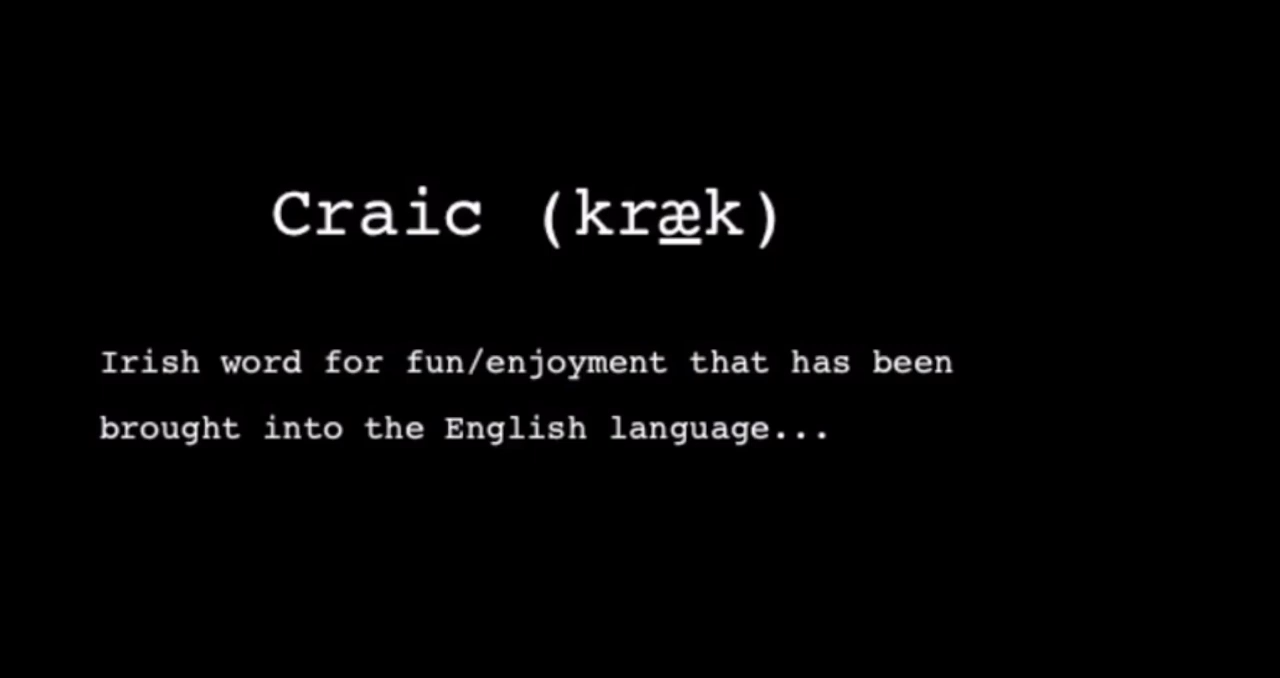 Craic (kræk)
Irish word for fun/enjoyment that has been
brought into the English language...